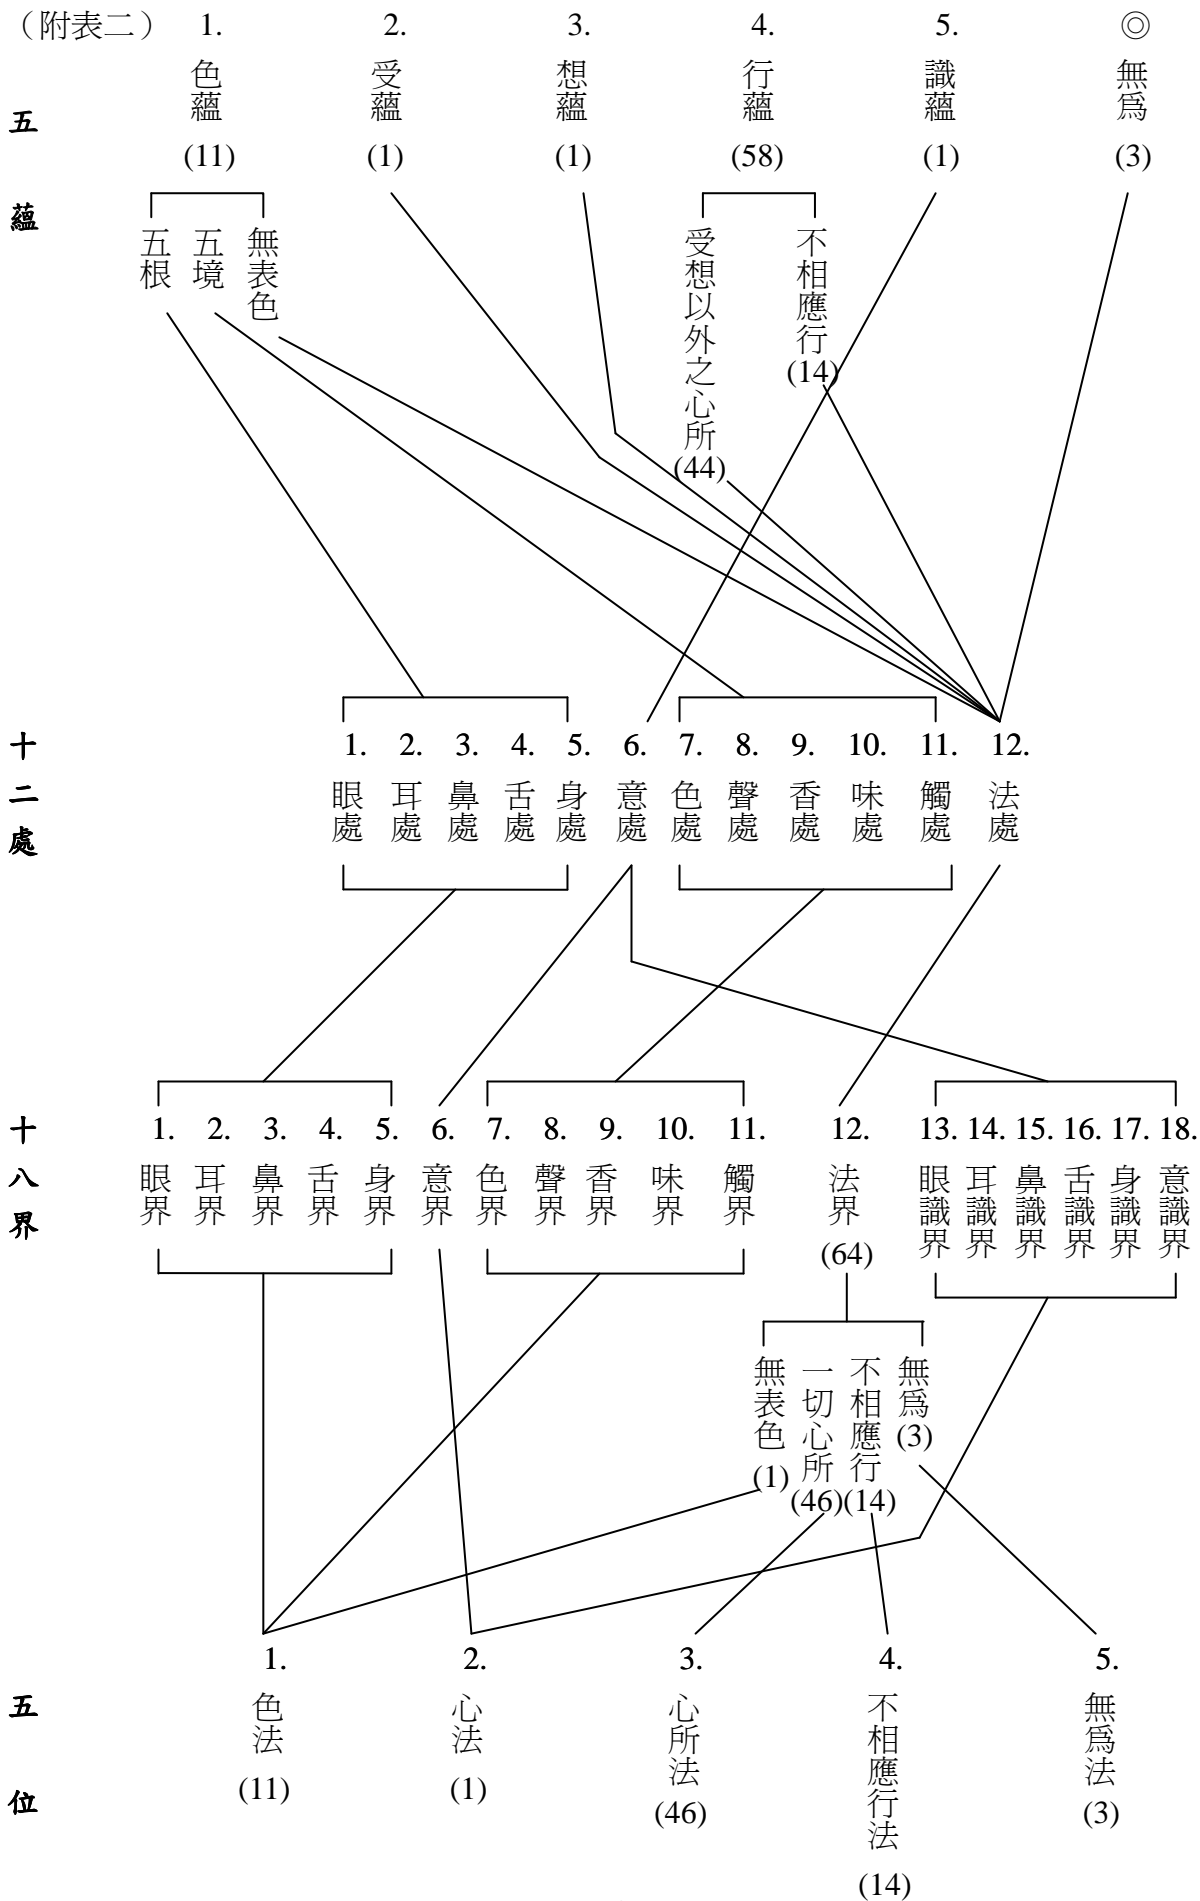 （附表二） 1. 2. 3. 4. 5. ◎
五蘊
色蘊 受蘊 想蘊 行蘊 識蘊 無爲
(11) (1) (1) (58) (1) (3)
五根 五境 無表色 受想以外之心所(44) 不相應行(14)
十二處
1. 2. 3. 4. 5. 6. 7. 8. 9. 10. 11. 12.
眼處 耳處 鼻處 舌處 身處 意處 色處 聲處 香處 味處 觸處 法處
十八界
1. 2. 3. 4. 5. 6. 7. 8. 9. 10. 11. 12. 13. 14. 15. 16. 17. 18.
眼界 耳界 鼻界 舌界 身界 意界 色界 聲界 香界 味界 觸界 法界(64) 眼識界 耳識界 鼻識界 舌識界 身識界 意識界
無表色(1) 一切心所(46) 不相應行(14) 無爲(3)
五位
1. 2. 3. 4. 5.
色法 心法 心所法 不相應行法 無爲法
(11) (1) (46) (14) (3)